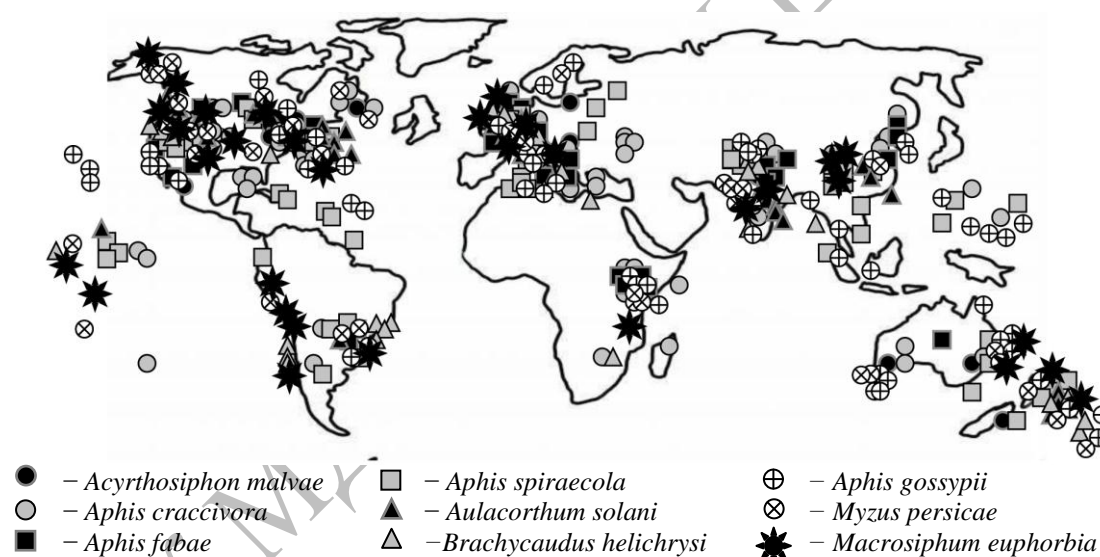 – Acyrthosiphon malvae – Aphis spiraecola – Aphis gossypii
– Aphis craccivora – Aulacorthum solani – Myzus persicae
– Aphis fabae –Brachycaudus helichrysi – Macrosiphum euphorbia